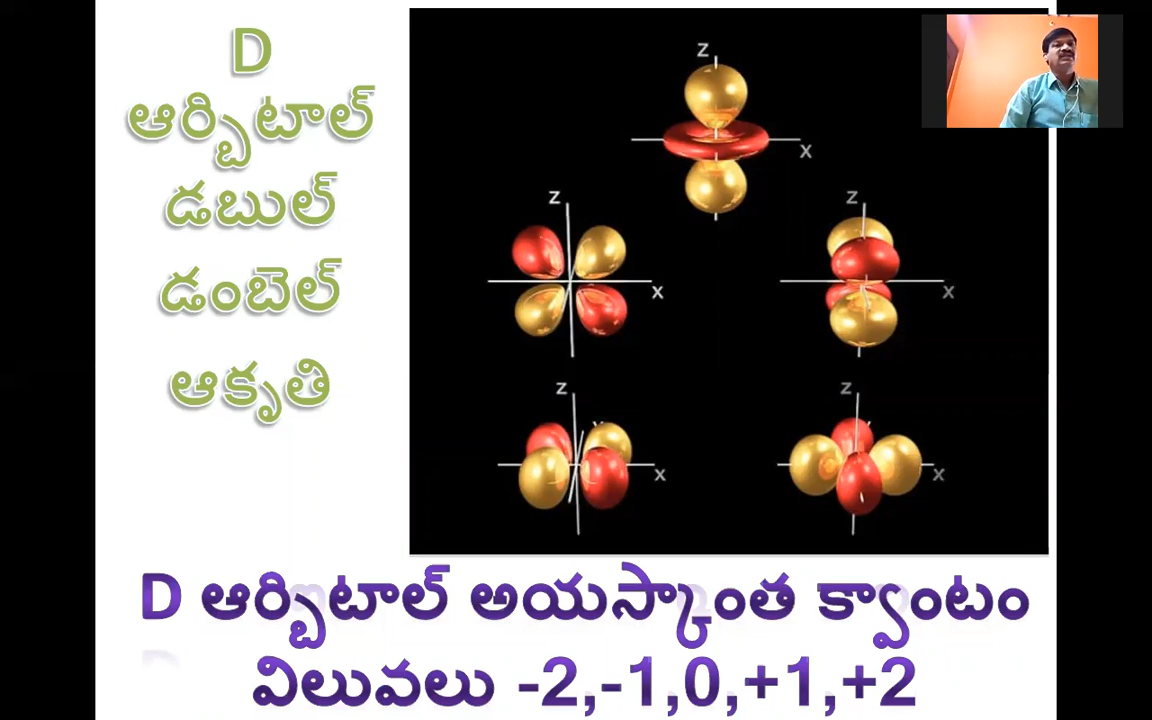 D
ఆర్బిటాల్
డబుల్
డంబెల్
ఆకృతి
Z
X
Z
X
Z
X
Z
X
Z
X
D ఆర్బిటాల్ అయస్కాంత క్వాంటం
విలువలు -2,-1,0,+1,+2